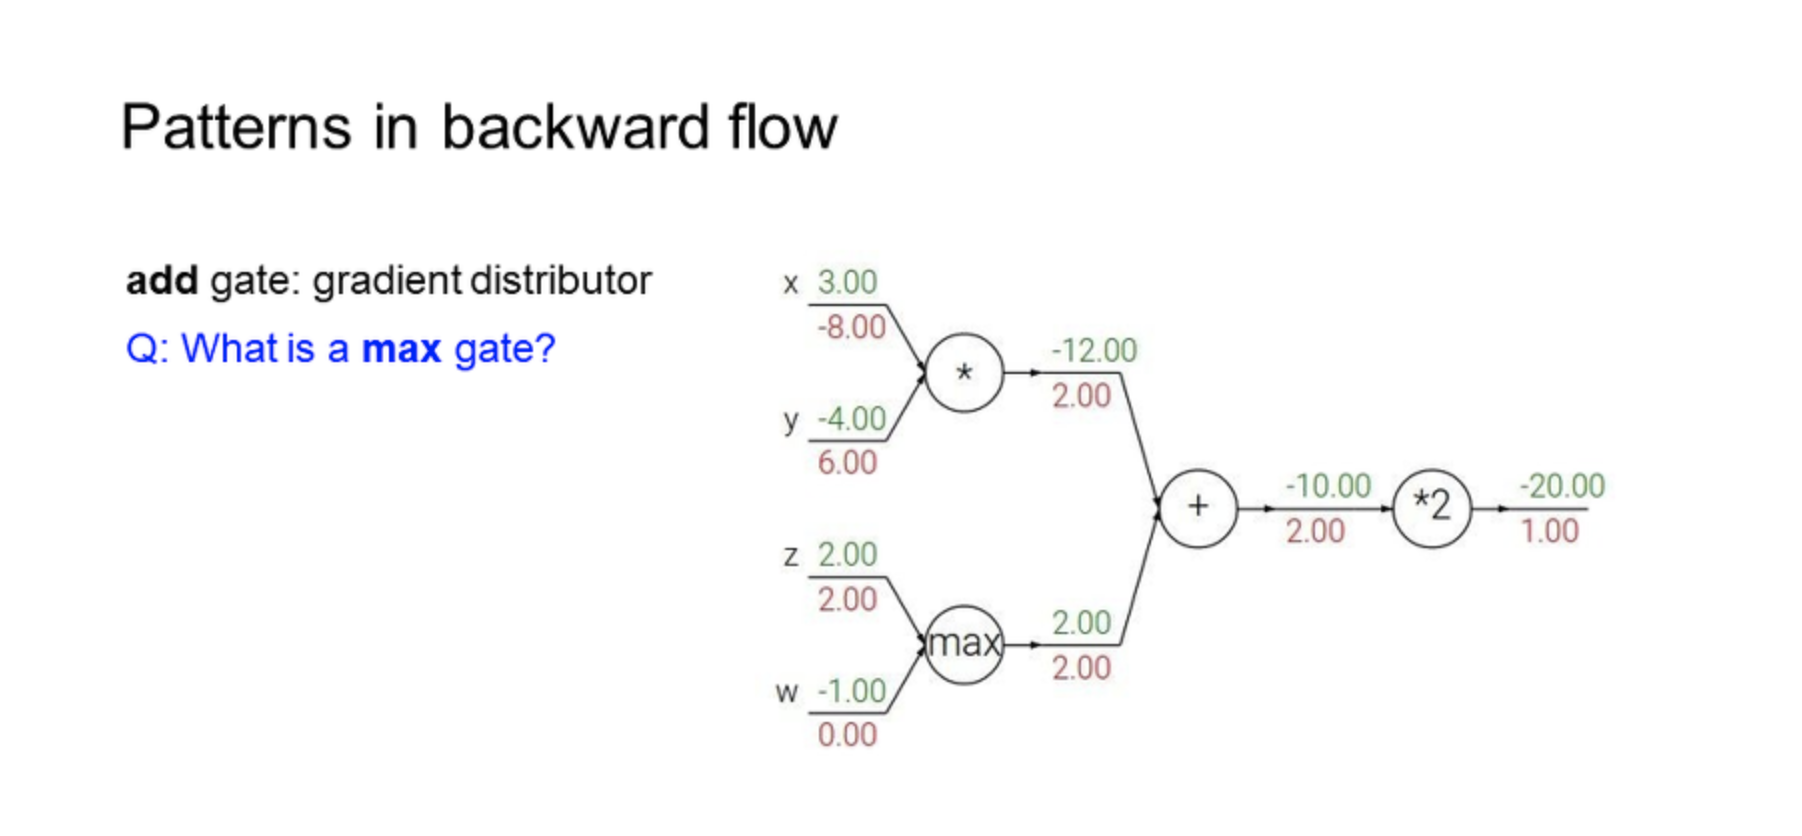 Patterns in backward flow
add gate: gradient distributor
Q: What is a max gate?
x 3.00
-8.00
y -4.00
6.00
*
-12.00
2.00
z 2.00
2.00
w -1.00
0.00
max
2.00
2.00
+
-10.00
2.00
*2
-20.00
1.00